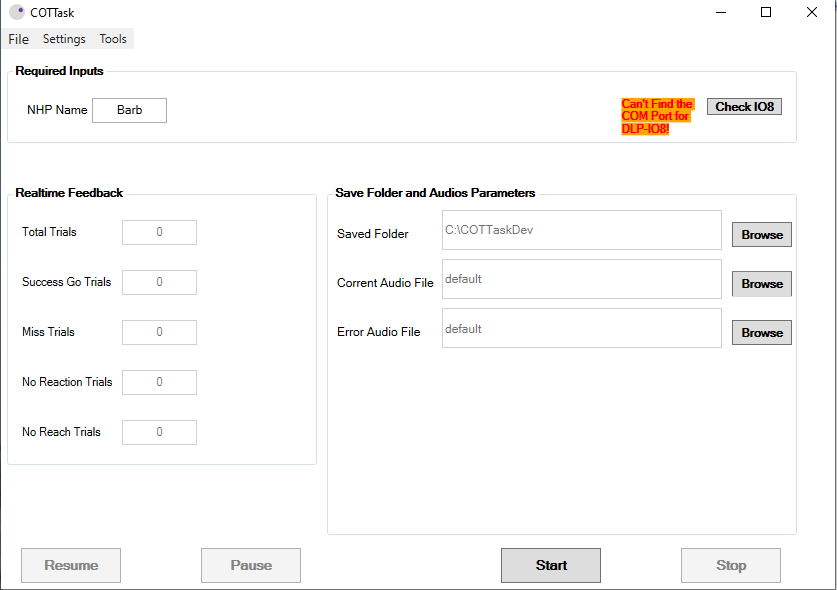 COTTask
File Settings Tools
Required Inputs
NHP Name Barb
Can't Find the
COM Port for
DLP-IO8!
Check IO8
Realtime Feedback
Total Trials 0
Success Go Trials 0
Miss Trials 0
No Reaction Trials 0
No Reach Trials 0
Save Folder and Audios Parameters
Saved Folder C:\COTTaskDev Browse
Corrent Audio File default Browse
Error Audio File default Browse
Resume Pause Start Stop